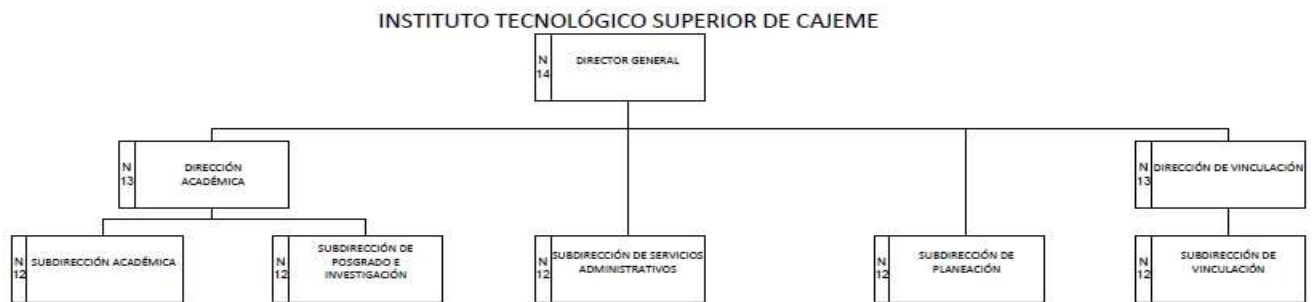 INSTITUTO TECNOLÓGICO SUPERIOR DE CAJEME
N
14
DIRECTOR GENERAL
N
13
DIRECCIÓN
ACADÉMICA
N
13
DIRECCIÓN DE VINCULACIÓN
N
12
SUBDIRECCIÓN ACADÉMICA
N
12
SUBDIRECCIÓN DE
POSGRADO E
INVESTIGACIÓN
N
12
SUBDIRECCIÓN DE SERVICIOS
ADMINISTRATIVOS
N
12
SUBDIRECCIÓN DE
PLANEACIÓN
N
12
SUBDIRECCIÓN DE
VINCULACIÓN